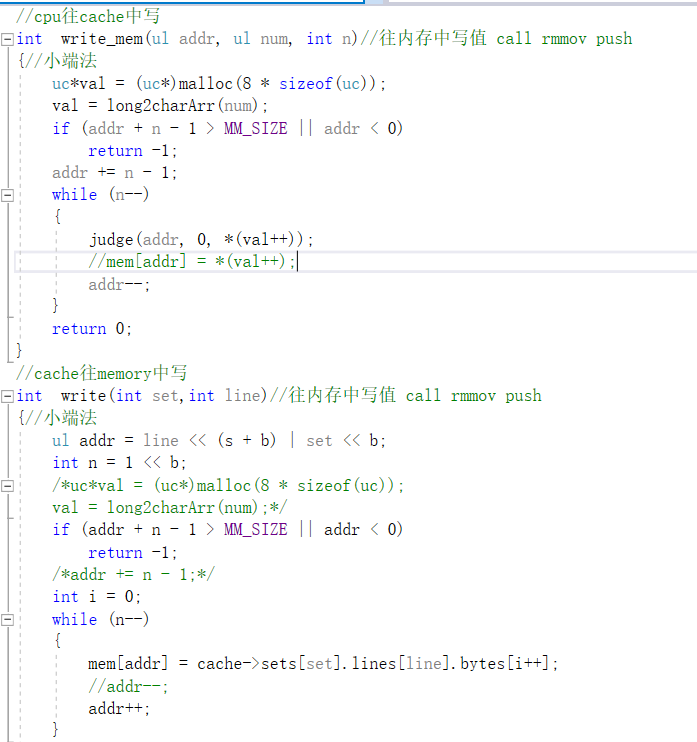 //cpu往cache中写
int  write_mem(ul addr, ul num, int n)//往内存中写值 call rmmov push
{//小端法
    uc*val = (uc*)malloc(8 * sizeof(uc));
    val = long2charArr(num);
    if (addr + n - 1 > MM_SIZE || addr < 0)
        return -1;
    addr += n - 1;
    while (n--)
    {
        judge(addr, 0, *(val++));
        //mem[addr] = *(val++);
        addr--;
    }
    return 0;
}
//cache往memory中写
int  write(int set,int line)//往内存中写值 call rmmov push
{//小端法
    ul addr = line << (s + b) | set << b;
    int n = 1 << b;
    /*uc*val = (uc*)malloc(8 * sizeof(uc));
    val = long2charArr(num);*/
    if (addr + n - 1 > MM_SIZE || addr < 0)
        return -1;
    /*addr += n - 1;*/
    int i = 0;
    while (n--)
    {
        mem[addr] = cache->sets[set].lines[line].bytes[i++];
        //addr--;
        addr++;
    }